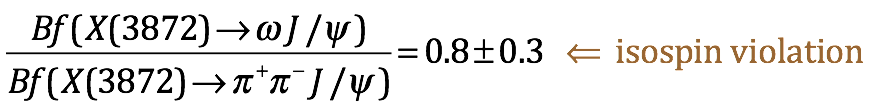 Bf(X(3872)→ωJ/ψ)
Bf(X(3872)→π⁺π⁻J/ψ)
=0.8±0.3 ⇐ isospin violation